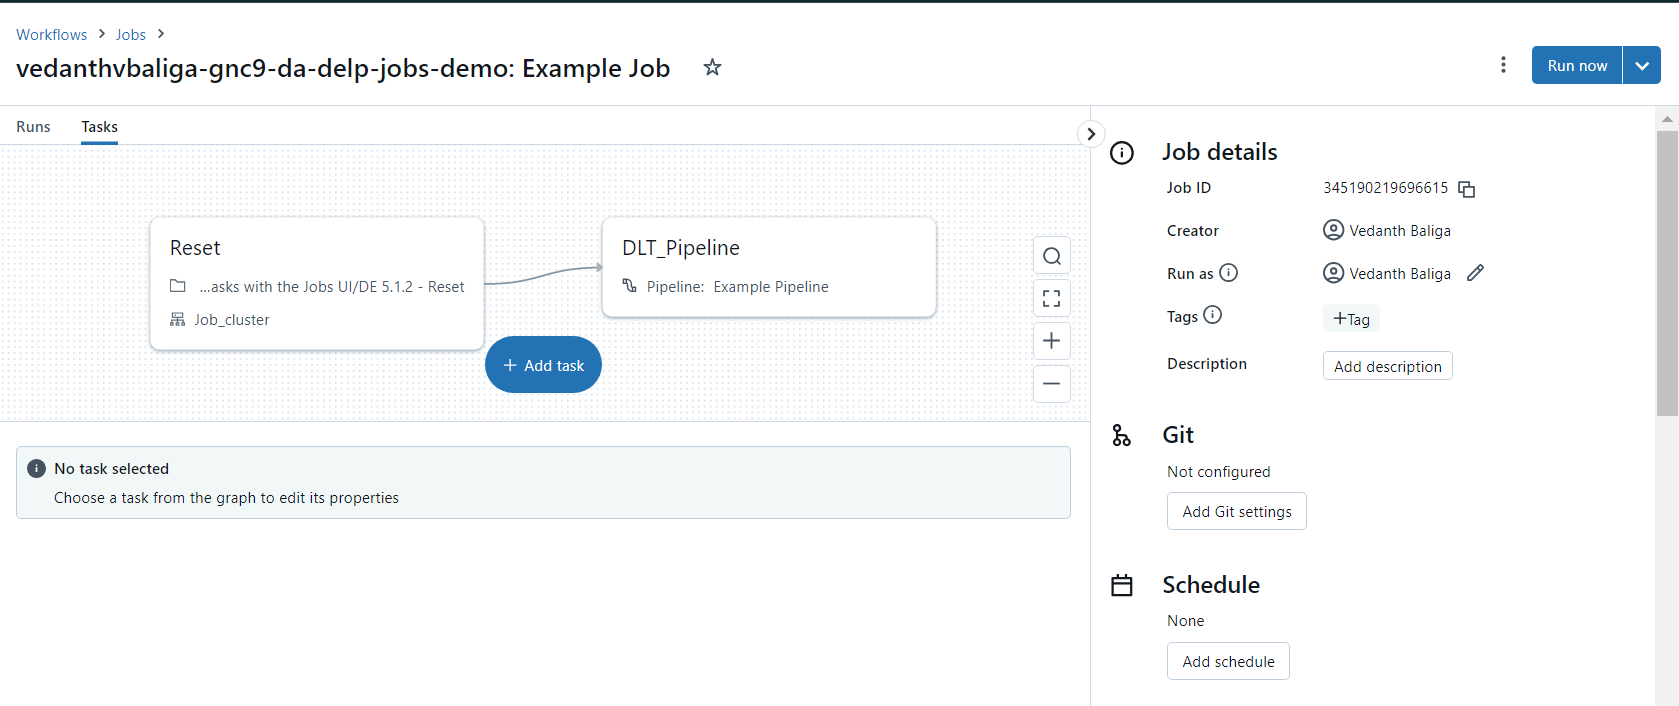 Workflows > Jobs >
vedanthvbaliga-gnc9-da-delp-jobs-demo: Example Job
Run now
Runs Tasks
Reset
...asks with the Jobs UI/DE 5.1.2 - Reset
Job_cluster
DLT_Pipeline
Pipeline: Example Pipeline
+ Add task
No task selected
Choose a task from the graph to edit its properties
Job details
Job ID 345190219696615
Creator Vedanth Baliga
Run as Vedanth Baliga
Tags +Tag
Description Add description
Git
Not configured
Add Git settings
Schedule
None
Add schedule